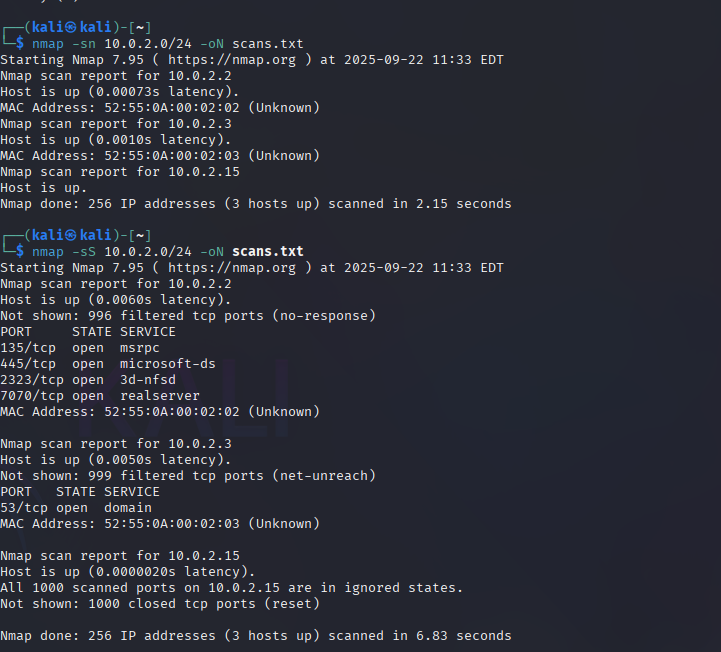 ┌──(kali㉿kali)-[~]
└─$ nmap -sn 10.0.2.0/24 -oN scans.txt
Starting Nmap 7.95 ( https://nmap.org ) at 2025-09-22 11:33 EDT
Nmap scan report for 10.0.2.2
Host is up (0.00073s latency).
MAC Address: 52:55:0A:00:02:02 (Unknown)
Nmap scan report for 10.0.2.3
Host is up (0.0010s latency).
MAC Address: 52:55:0A:00:02:03 (Unknown)
Nmap scan report for 10.0.2.15
Host is up.
Nmap done: 256 IP addresses (3 hosts up) scanned in 2.15 seconds
┌──(kali㉿kali)-[~]
└─$ nmap -sS 10.0.2.0/24 -oN scans.txt
Starting Nmap 7.95 ( https://nmap.org ) at 2025-09-22 11:33 EDT
Nmap scan report for 10.0.2.2
Host is up (0.0060s latency).
Not shown: 996 filtered tcp ports (no-response)
PORT     STATE SERVICE
135/tcp  open  msrpc
445/tcp  open  microsoft-ds
2323/tcp open  3d-nfsd
7070/tcp open  realserver
MAC Address: 52:55:0A:00:02:02 (Unknown)
Nmap scan report for 10.0.2.3
Host is up (0.0050s latency).
Not shown: 999 filtered tcp ports (net-unreach)
PORT   STATE SERVICE
53/tcp open  domain
MAC Address: 52:55:0A:00:02:03 (Unknown)
Nmap scan report for 10.0.2.15
Host is up (0.0000020s latency).
All 1000 scanned ports on 10.0.2.15 are in ignored states.
Not shown: 1000 closed tcp ports (reset)
Nmap done: 256 IP addresses (3 hosts up) scanned in 6.83 seconds